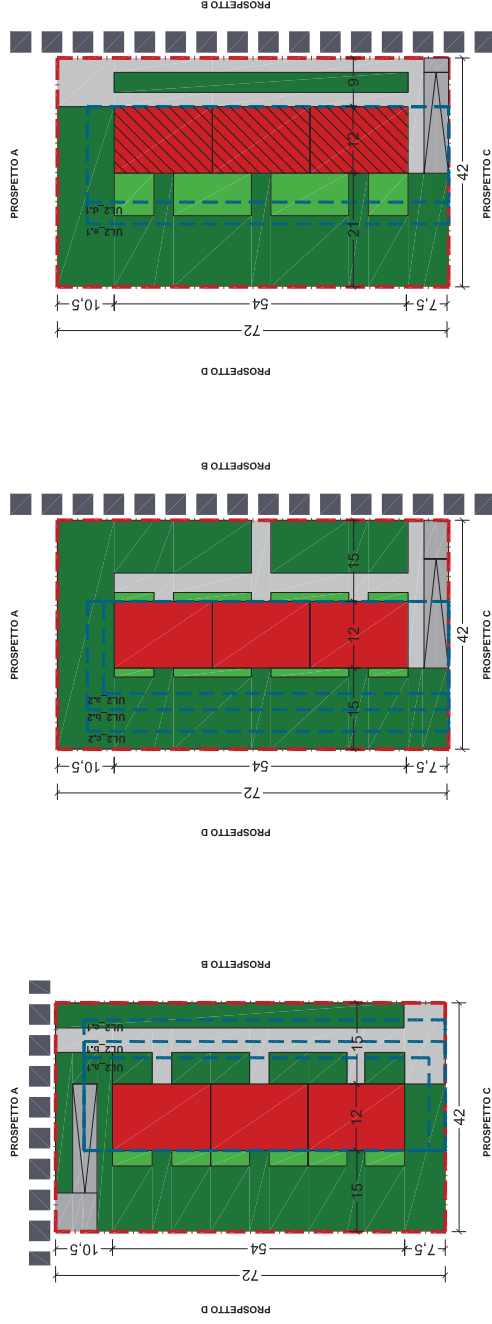 PROSPETTO B
PROSPETTO A
PROSPETTO C
9
12
42
UL2_d.1
UL2_e.1
21
10,5
54
7,5
72
PROSPETTO D
PROSPETTO B
PROSPETTO A
PROSPETTO C
15
12
42
UL2_a.2
UL2_b.2
UL2_c.2
15
10,5
54
7,5
72
PROSPETTO D
PROSPETTO B
PROSPETTO A
PROSPETTO C
UL2_c.1
UL2_b.1
UL2_a.1
15
12
42
15
10,5
54
7,5
72
PROSPETTO D